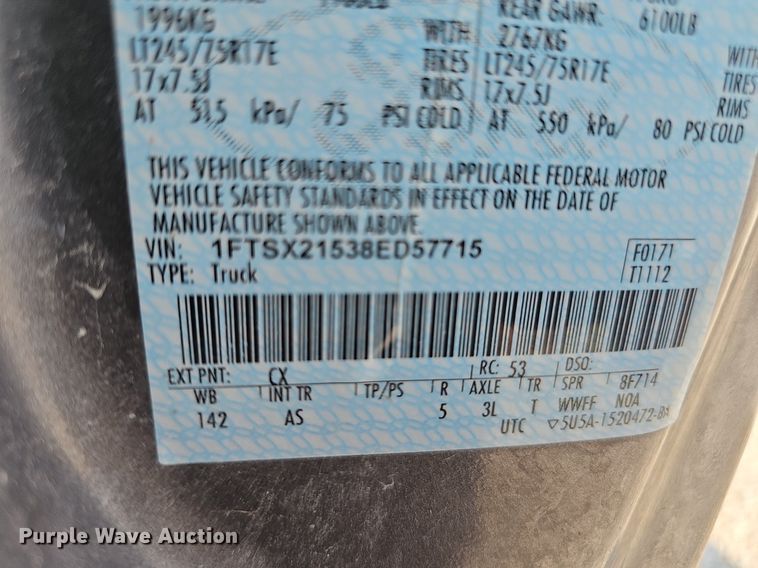 1996KG
REAR GAWR: 6100LB
WITH 2767KG WITH
LT245/75R17E TIRES LT245/75R17E TIRES
17x7.5J RIMS 17x7.5J RIMS
AT 515 kPa/ 75 PSI COLD AT 550 kPa/ 80 PSI COLD
THIS VEHICLE CONFORMS TO ALL APPLICABLE FEDERAL MOTOR
VEHICLE SAFETY STANDARDS IN EFFECT ON THE DATE OF
MANUFACTURE SHOWN ABOVE.
VIN: 1FTSX21538ED57715 F0171
TYPE: Truck T1112
EXT PNT: CX RC: 53 DSO:
WB INT TR TP/PS R AXLE TR SPR 8F714
142 AS 5 3L T WWFF NOA
UTC ▽5U5A-1520472-BA
Purple Wave Auction